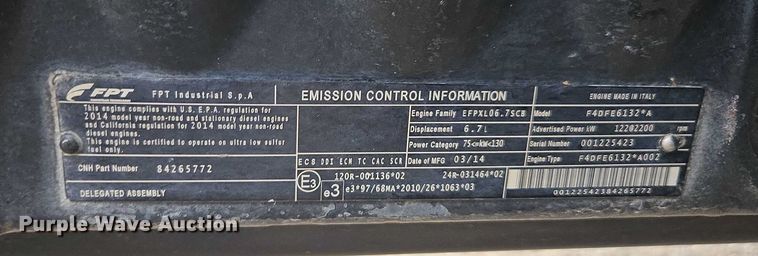 FPT
FPT Industrial S.p.A
EMISSION CONTROL INFORMATION
ENGINE MADE IN ITALY
This engine complies with U.S. E.P.A. regulation for
2014 model year non-road and stationary diesel engines
and California regulation for 2014 model year non-road
diesel engines.
This engine is certified to operate on ultra low sulfur
fuel only.
CNH Part Number 84265772
DELEGATED ASSEMBLY
ECS DDI ECM TC CAC SCR
Engine Family EFPXL06.7SCB
Model F4DFE6132*A
Displacement 6.7l
Advertised Power kW 122@2200 rpm
Power Category 75<=kW<130
Serial Number 001225423
Date of MFG 03/14
Engine Type: F4DFE6132*A002
E3
120R-001136*02
24R-031464*02
e3
e3*97/68MA*2010/26*1063*03
00122542384265772
Purple Wave Auction